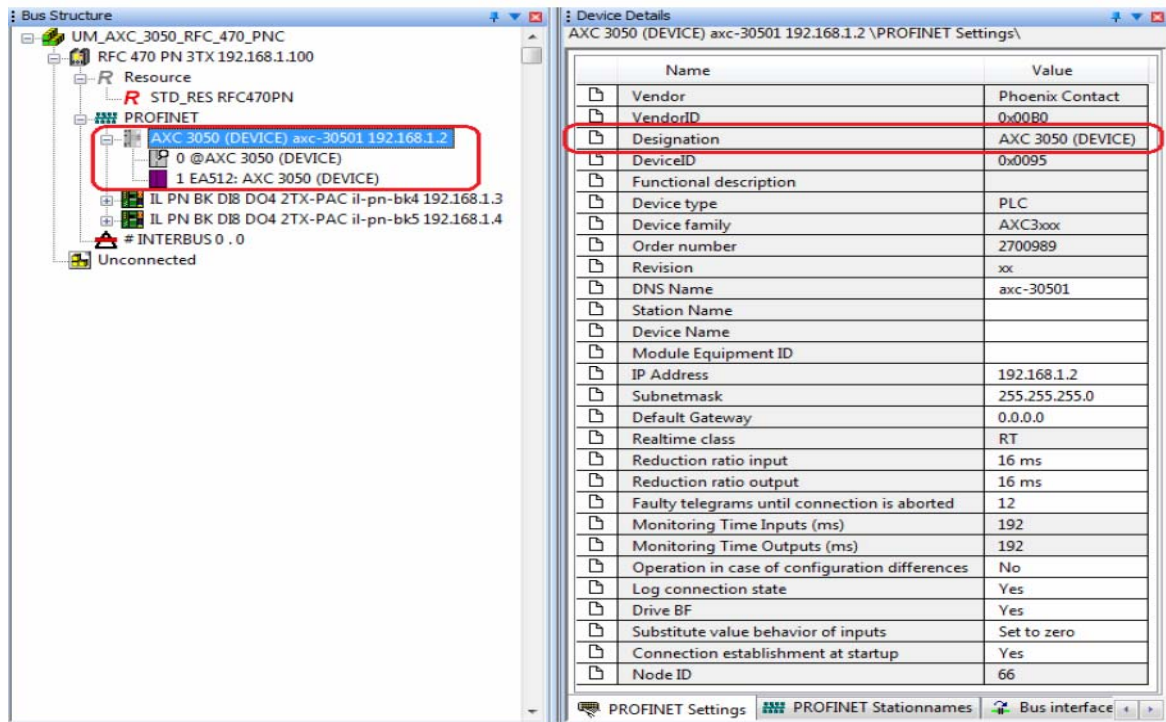 Bus Structure
UM_AXC_3050_RFC_470_PNC
RFC 470 PN 3TX 192.168.1.100
R Resource
R STD_RES RFC470PN
PROFINET
AXC 3050 (DEVICE) axc-30501 192.168.1.2
0 @AXC 3050 (DEVICE)
1 EA512: AXC 3050 (DEVICE)
IL PN BK DI8 DO4 2TX-PAC il-pn-bk4 192.168.1.3
IL PN BK DI8 DO4 2TX-PAC il-pn-bk5 192.168.1.4
# INTERBUS 0 . 0
Unconnected
Device Details
AXC 3050 (DEVICE) axc-30501 192.168.1.2 \PROFINET Settings\
Name Value
Vendor Phoenix Contact
VendorID 0x00B0
Designation AXC 3050 (DEVICE)
DeviceID 0x0095
Functional description
Device type PLC
Device family AXC3xxx
Order number 2700989
Revision xx
DNS Name axc-30501
Station Name
Device Name
Module Equipment ID
IP Address 192.168.1.2
Subnetmask 255.255.255.0
Default Gateway 0.0.0.0
Realtime class RT
Reduction ratio input 16 ms
Reduction ratio output 16 ms
Faulty telegrams until connection is aborted 12
Monitoring Time Inputs (ms) 192
Monitoring Time Outputs (ms) 192
Operation in case of configuration differences No
Log connection state Yes
Drive BF Yes
Substitute value behavior of inputs Set to zero
Connection establishment at startup Yes
Node ID 66
PROFINET Settings PROFINET Stationnames Bus interface